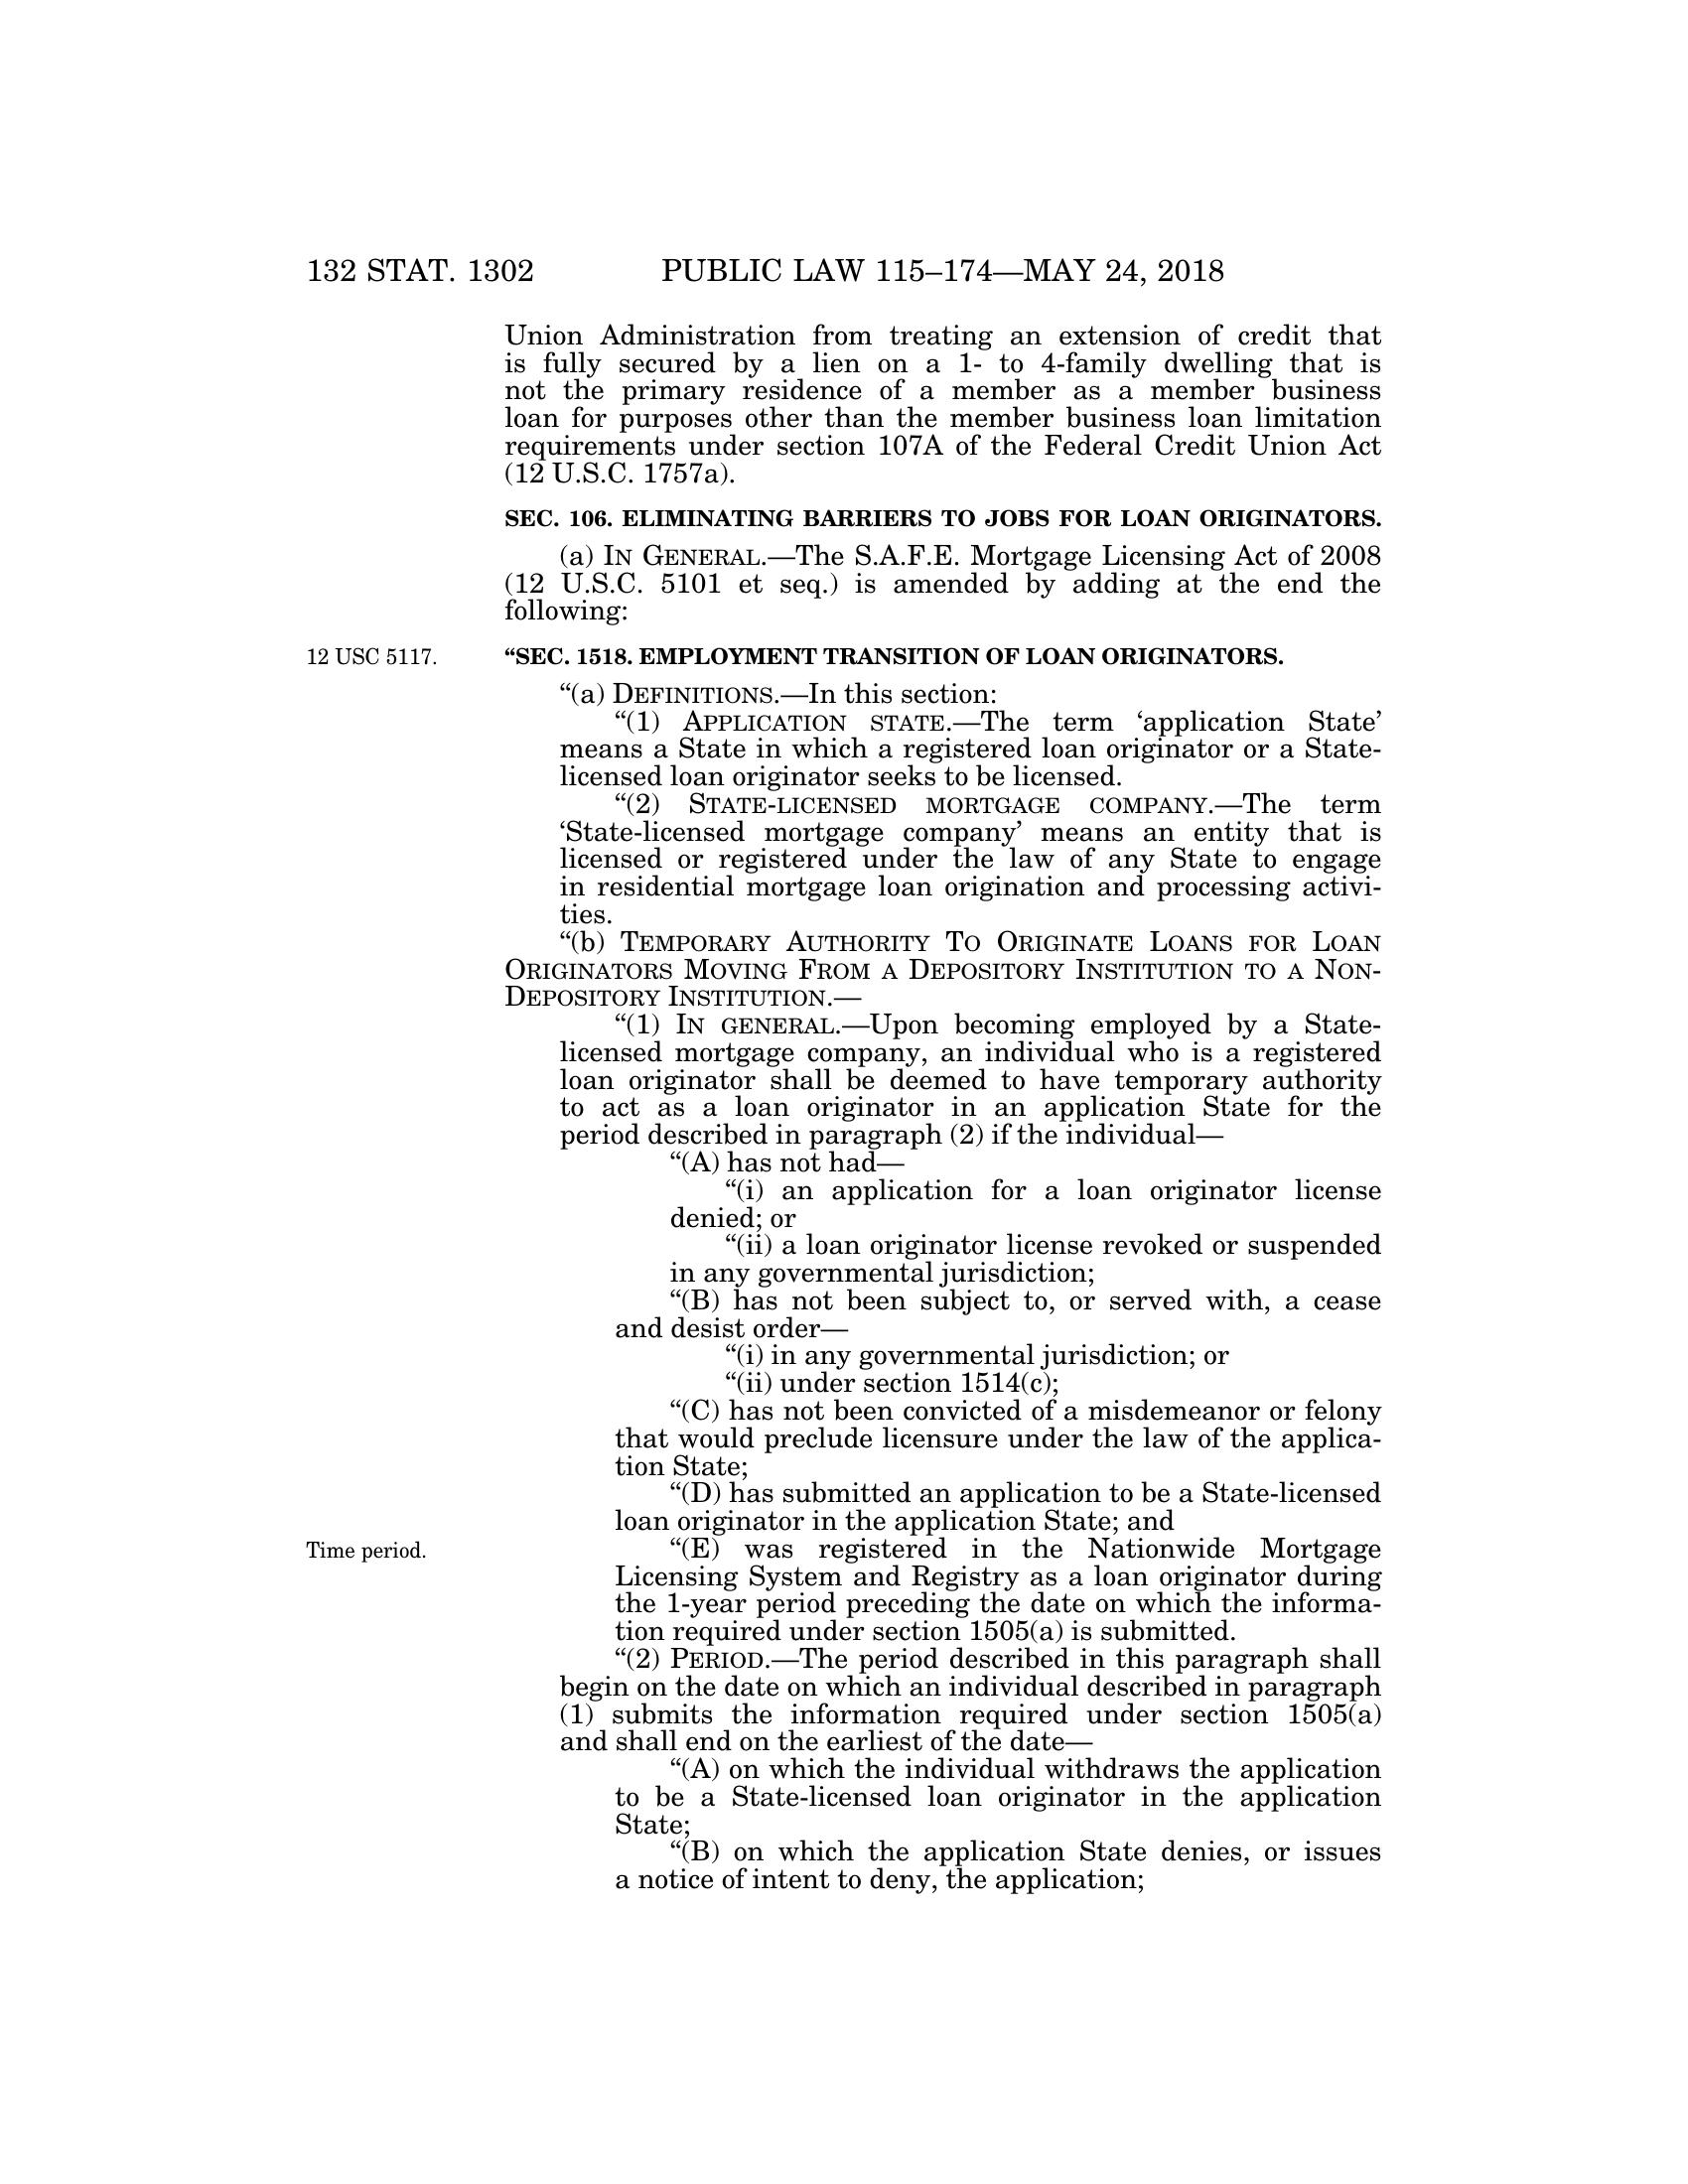 132 STAT. 1302 PUBLIC LAW 115–174—MAY 24, 2018
Union Administration from treating an extension of credit that
is fully secured by a lien on a 1- to 4-family dwelling that is
not the primary residence of a member as a member business
loan for purposes other than the member business loan limitation
requirements under section 107A of the Federal Credit Union Act
(12 U.S.C. 1757a).
SEC. 106. ELIMINATING BARRIERS TO JOBS FOR LOAN ORIGINATORS.
(a) IN GENERAL.—The S.A.F.E. Mortgage Licensing Act of 2008
(12 U.S.C. 5101 et seq.) is amended by adding at the end the
following:
12 USC 5117.
“SEC. 1518. EMPLOYMENT TRANSITION OF LOAN ORIGINATORS.
“(a) DEFINITIONS.—In this section:
“(1) APPLICATION STATE.—The term ‘application State’
means a State in which a registered loan originator or a State-
licensed loan originator seeks to be licensed.
“(2) STATE-LICENSED MORTGAGE COMPANY.—The term
‘State-licensed mortgage company’ means an entity that is
licensed or registered under the law of any State to engage
in residential mortgage loan origination and processing activi-
ties.
“(b) TEMPORARY AUTHORITY TO ORIGINATE LOANS FOR LOAN
ORIGINATORS MOVING FROM A DEPOSITORY INSTITUTION TO A NON-
DEPOSITORY INSTITUTION.—
“(1) IN GENERAL.—Upon becoming employed by a State-
licensed mortgage company, an individual who is a registered
loan originator shall be deemed to have temporary authority
to act as a loan originator in an application State for the
period described in paragraph (2) if the individual—
“(A) has not had—
“(i) an application for a loan originator license
denied; or
“(ii) a loan originator license revoked or suspended
in any governmental jurisdiction;
“(B) has not been subject to, or served with, a cease
and desist order—
“(i) in any governmental jurisdiction; or
“(ii) under section 1514(c);
“(C) has not been convicted of a misdemeanor or felony
that would preclude licensure under the law of the applica-
tion State;
“(D) has submitted an application to be a State-licensed
loan originator in the application State; and
Time period.
“(E) was registered in the Nationwide Mortgage
Licensing System and Registry as a loan originator during
the 1-year period preceding the date on which the informa-
tion required under section 1505(a) is submitted.
“(2) PERIOD.—The period described in this paragraph shall
begin on the date on which an individual described in paragraph
(1) submits the information required under section 1505(a)
and shall end on the earliest of the date—
“(A) on which the individual withdraws the application
to be a State-licensed loan originator in the application
State;
“(B) on which the application State denies, or issues
a notice of intent to deny, the application;